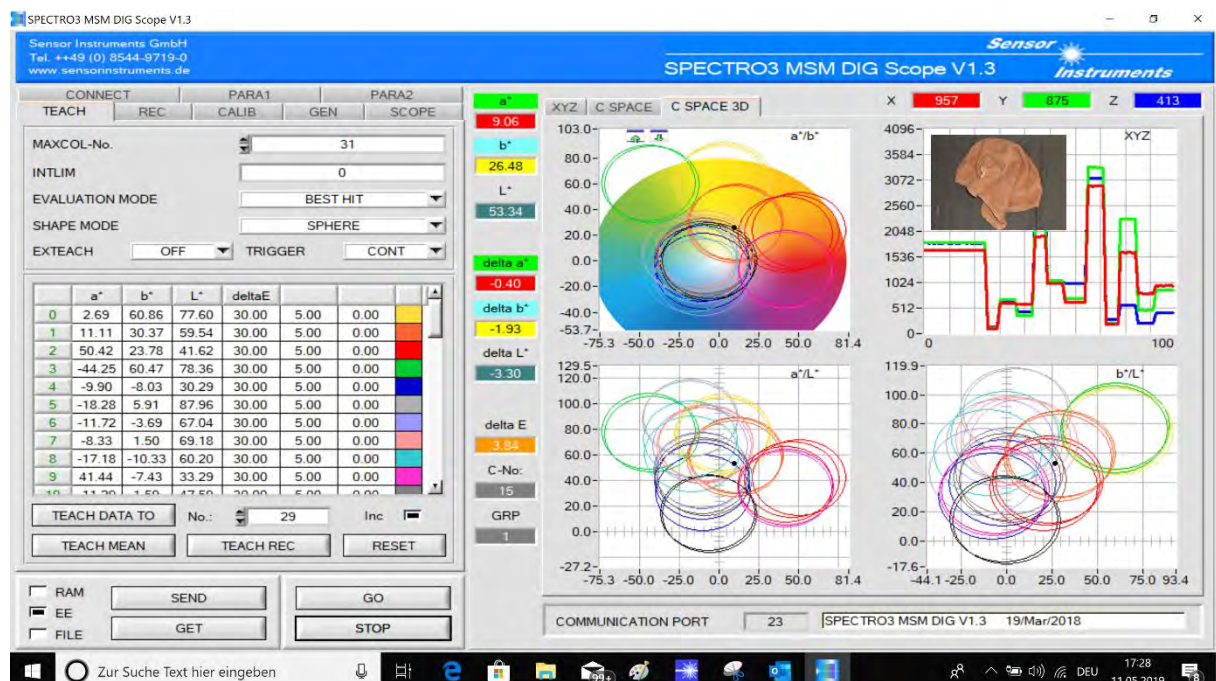 SPECTRO3 MSM DIG Scope V1.3
Sensor Instruments GmbH
Tel. ++49 (0) 8544-9719-0
www.sensorinstruments.de
SPECTRO3 MSM DIG Scope V1.3
Sensor
Instruments
CONNECT PARA1 PARA2
TEACH REC CALIB GEN SCOPE
MAXCOL-No. 31
INTLIM 0
EVALUATION MODE BEST HIT
SHAPE MODE SPHERE
EXTEACH OFF TRIGGER CONT
a* b* L* deltaE
0 2.69 60.86 77.60 30.00 5.00 0.00
1 11.11 30.37 59.54 30.00 5.00 0.00
2 50.42 23.78 41.62 30.00 5.00 0.00
3 -44.25 60.47 78.36 30.00 5.00 0.00
4 -9.90 -8.03 30.29 30.00 5.00 0.00
5 -18.28 5.91 87.96 30.00 5.00 0.00
6 -11.72 -3.69 67.04 30.00 5.00 0.00
7 -8.33 1.50 69.18 30.00 5.00 0.00
8 -17.18 -10.33 60.20 30.00 5.00 0.00
9 41.44 -7.43 33.29 30.00 5.00 0.00
TEACH DATA TO No.: 29 Inc
TEACH MEAN TEACH REC RESET
RAM
EE
FILE
SEND GO
GET STOP
a*
9.06
b*
26.48
L*
53.34
delta a*
-0.40
delta b*
-1.93
delta L*
-3.30
delta E
3.84
C-No:
15
GRP
1
XYZ C SPACE C SPACE 3D
X 957 Y 875 Z 413
a*/b*
103.0
80.0
60.0
40.0
20.0
0.0
-20.0
-40.0
-53.7
-75.3 -50.0 -25.0 0.0 25.0 50.0 81.4
XYZ
4096
3584
3072
2560
2048
1536
1024
512
0
0 100
a*/L*
129.5
120.0
100.0
80.0
60.0
40.0
20.0
0.0
-27.2
-75.3 -50.0 -25.0 0.0 25.0 50.0 81.4
b*/L*
119.9
100.0
80.0
60.0
40.0
20.0
0.0
-17.6
-44.1 -25.0 0.0 25.0 50.0 75.0 93.4
COMMUNICATION PORT 23 SPECTRO3 MSM DIG V1.3 19/Mar/2018
Zur Suche Text hier eingeben
99+
DEU
17:28
11.05.2019
8